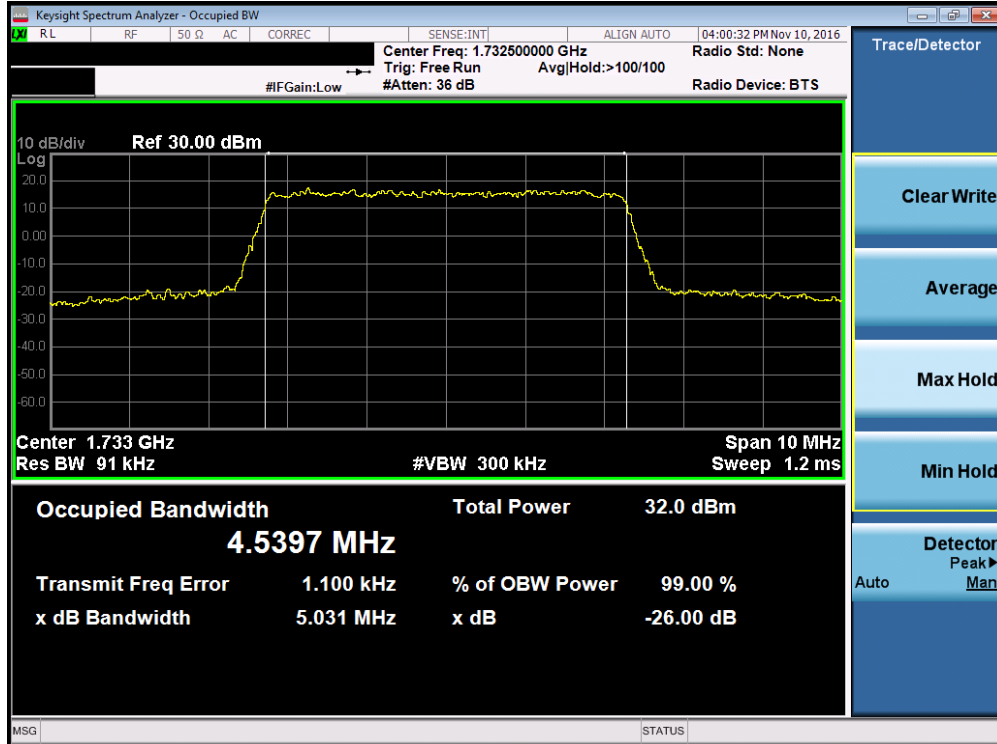 Keysight Spectrum Analyzer - Occupied BW
LXI RL RF 50 Ω AC CORREC SENSE:INT ALIGN AUTO 04:00:32 PM Nov 10, 2016
Center Freq: 1.732500000 GHz Radio Std: None
Trig: Free Run Avg|Hold:>100/100
#IFGain:Low #Atten: 36 dB Radio Device: BTS
Trace/Detector
10 dB/div Ref 30.00 dBm
Log
20.0
10.0
0.00
-10.0
-20.0
-30.0
-40.0
-50.0
-60.0
Center 1.733 GHz Span 10 MHz
Res BW 91 kHz #VBW 300 kHz Sweep 1.2 ms
Occupied Bandwidth Total Power 32.0 dBm
4.5397 MHz
Transmit Freq Error 1.100 kHz % of OBW Power 99.00 %
x dB Bandwidth 5.031 MHz x dB -26.00 dB
Clear Write
Average
Max Hold
Min Hold
Detector
Peak▶
Auto Man
MSG STATUS